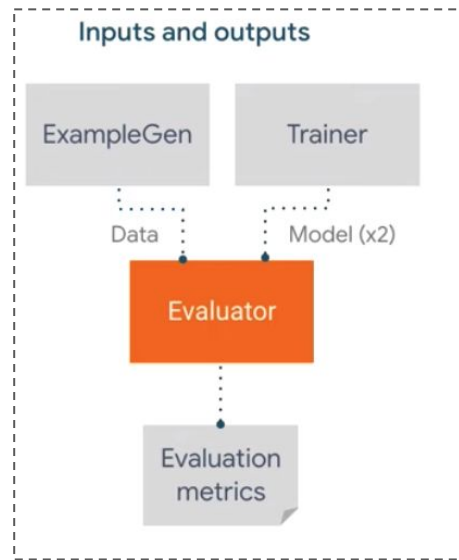 Inputs and outputs
ExampleGen
Trainer
Data
Model (x2)
Evaluator
Evaluation
metrics